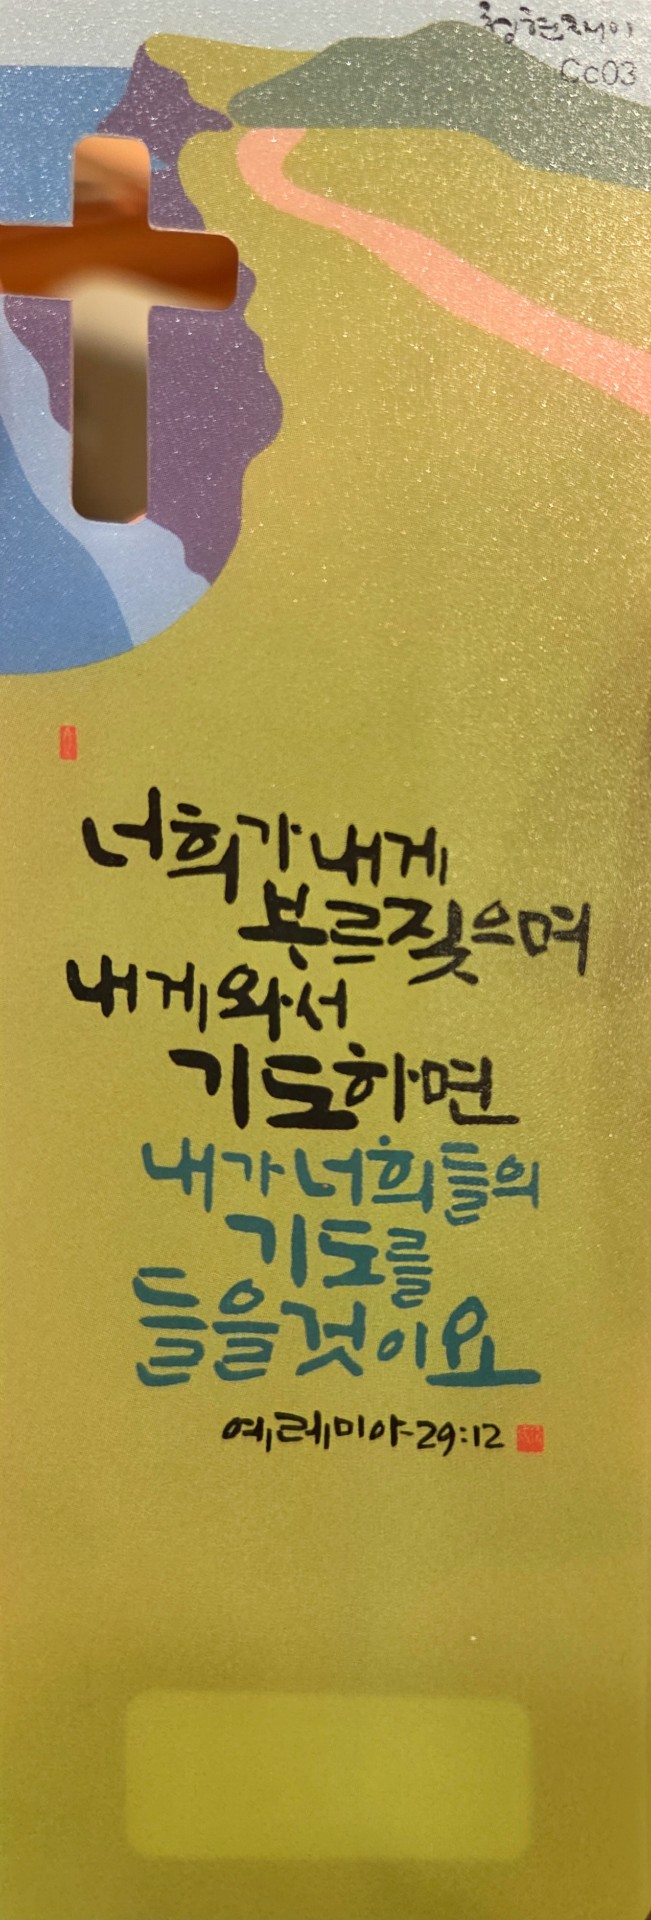 청현재이
Cc03
너희가 내게
부르짖으며
내게 와서
기도하면
내가 너희들의
기도를
들을 것이요
예레미야 29:12